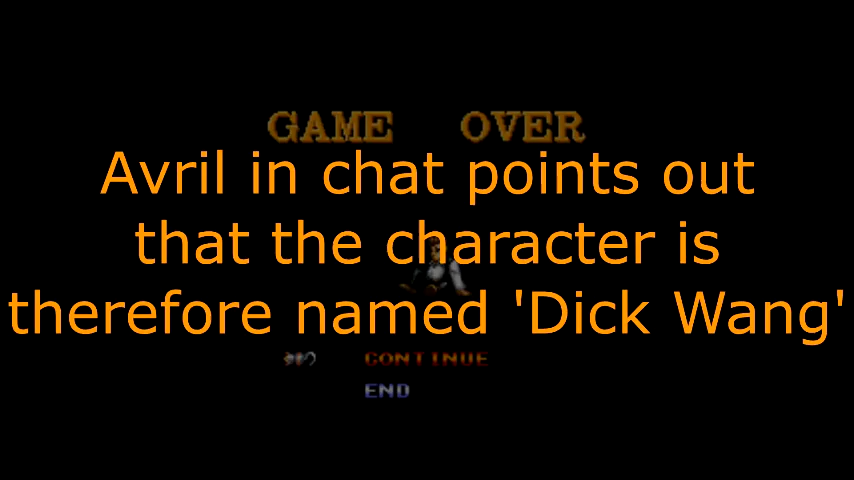 GAME OVER
Avril in chat points out
that the character is
therefore named 'Dick Wang'
CONTINUE
END